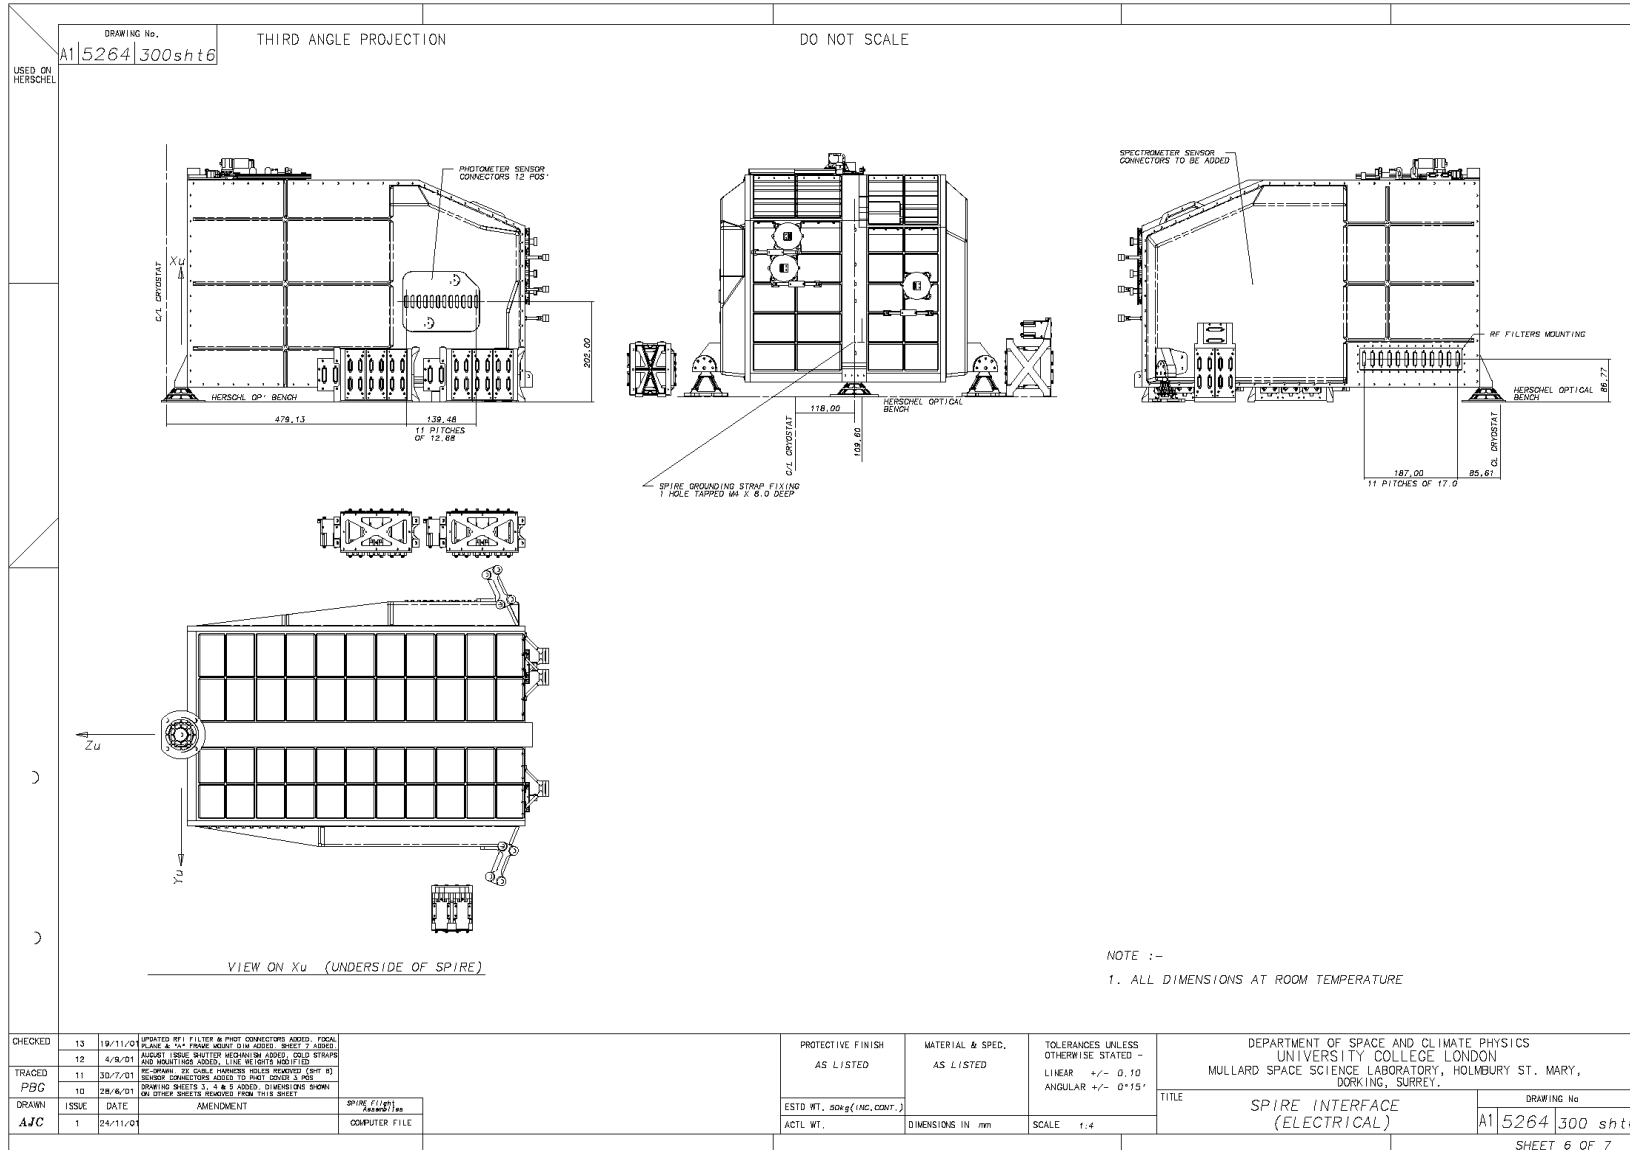 DRAWING No.
A1 5264 300sht6
THIRD ANGLE PROJECTION
DO NOT SCALE
USED ON
HERSCHEL
PHOTOMETER SENSOR
CONNECTORS 12 POS'
Xu
C/L CRYOSTAT
202.00
HERSCHL OP' BENCH
479.13
139.48
11 PITCHES
OF 12.68
HERSCHEL OPTICAL
BENCH
118.00
109.60
C/L CRYOSTAT
SPIRE GROUNDING STRAP FIXING
1 HOLE TAPPED M4 X 8.0 DEEP
SPECTROMETER SENSOR
CONNECTORS TO BE ADDED
RF FILTERS MOUNTING
86.77
HERSCHEL OPTICAL
BENCH
CL CRYOSTAT
187.00
85.61
11 PITCHES OF 17.0
Zu
Yu
VIEW ON Xu (UNDERSIDE OF SPIRE)
NOTE :-
1. ALL DIMENSIONS AT ROOM TEMPERATURE
CHECKED
TRACED
PBG
DRAWN
AJC
13 19/11/01 UPDATED RFI FILTER & PHOT CONNECTORS ADDED. FOCAL
PLANE & "A" FRAME MOUNT DIM ADDED. SHEET 7 ADDED.
12 4/9/01 AUGUST ISSUE SHUTTER MECHANISM ADDED, COLD STRAPS
AND MOUNTINGS ADDED, LINE WEIGHTS MODIFIED
11 30/7/01 RE-DRAWN. 2K CABLE HARNESS HOLES REMOVED (SHT 6)
SENSOR CONNECTORS ADDED TO PHOT COVER 3 POS
10 28/6/01 DRAWING SHEETS 3, 4 & 5 ADDED. DIMENSIONS SHOWN
ON OTHER SHEETS REMOVED FROM THIS SHEET
ISSUE DATE AMENDMENT
1 24/11/01
SPIRE Flight
Assemblies
COMPUTER FILE
PROTECTIVE FINISH
AS LISTED
ESTD WT. 50kg(INC.CONT.)
ACTL WT.
MATERIAL & SPEC.
AS LISTED
DIMENSIONS IN mm
TOLERANCES UNLESS
OTHERWISE STATED -
LINEAR +/- 0.10
ANGULAR +/- 0°15'
SCALE 1:4
DEPARTMENT OF SPACE AND CLIMATE PHYSICS
UNIVERSITY COLLEGE LONDON
MULLARD SPACE SCIENCE LABORATORY, HOLMBURY ST. MARY,
DORKING, SURREY.
TITLE
SPIRE INTERFACE
(ELECTRICAL)
DRAWING No
A1 5264 300 sht6
SHEET 6 OF 7